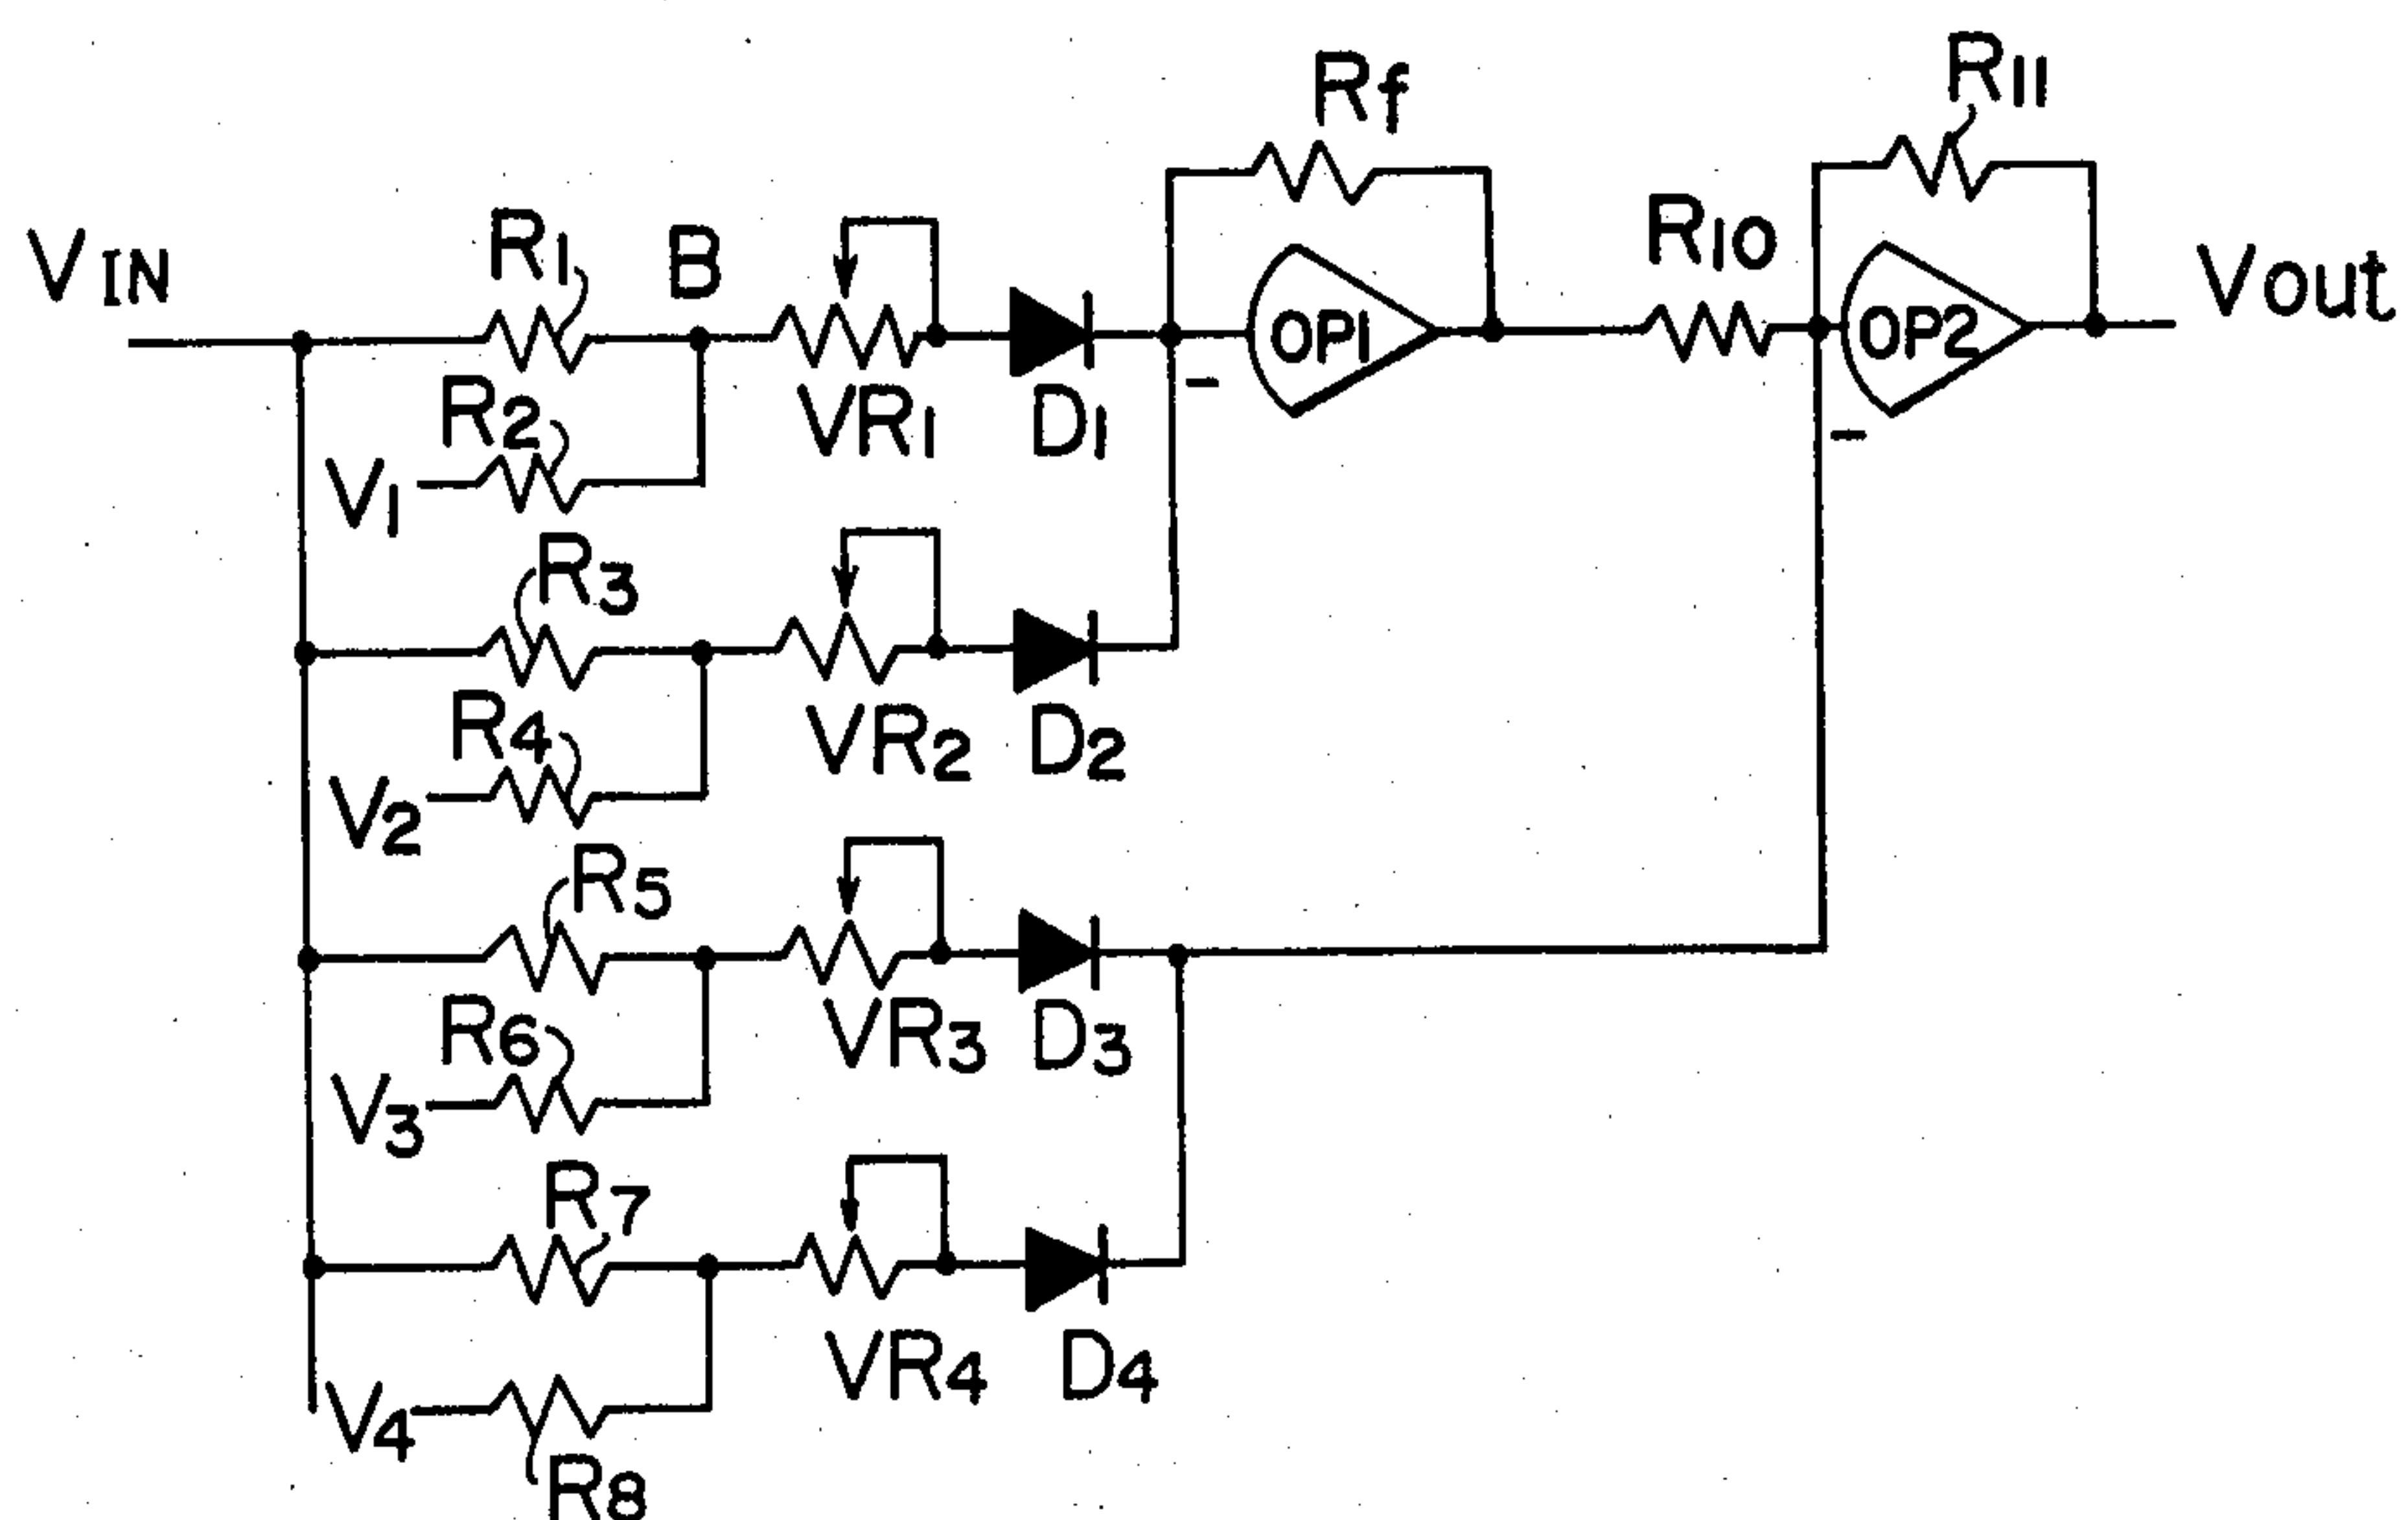 Rf
R11
VIN
R1
B
R10
Vout
OP1
OP2
R2
VR1
D1
-
-
V1
R3
R4
VR2
D2
V2
R5
R6
VR3
D3
V3
R7
VR4
D4
V4
R8